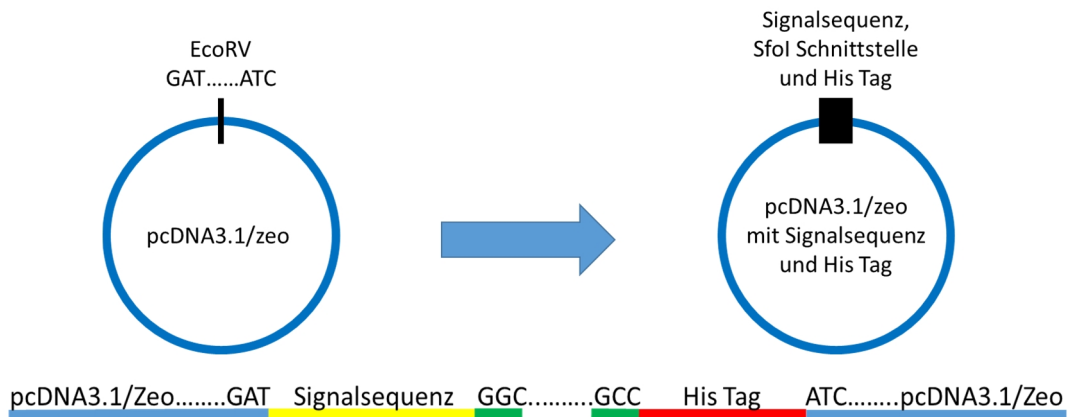 EcoRV
GAT......ATC
pcDNA3.1/zeo
Signalsequenz,
SfoI Schnittstelle
und His Tag
pcDNA3.1/zeo
mit Signalsequenz
und His Tag
pcDNA3.1/Zeo........GAT Signalsequenz GGC..........GCC His Tag ATC........pcDNA3.1/Zeo